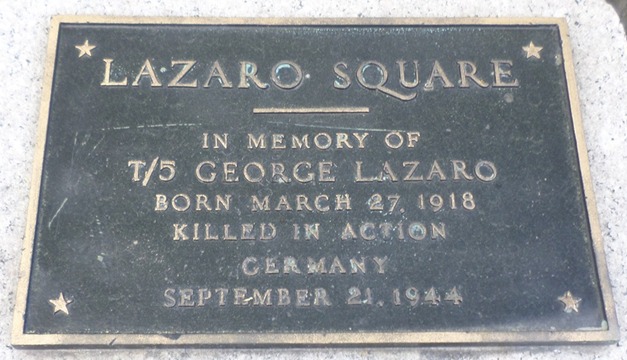 LAZARO SQUARE
IN MEMORY OF
T/5 GEORGE LAZARO
BORN MARCH 27, 1918
KILLED IN ACTION
GERMANY
SEPTEMBER 21, 1944